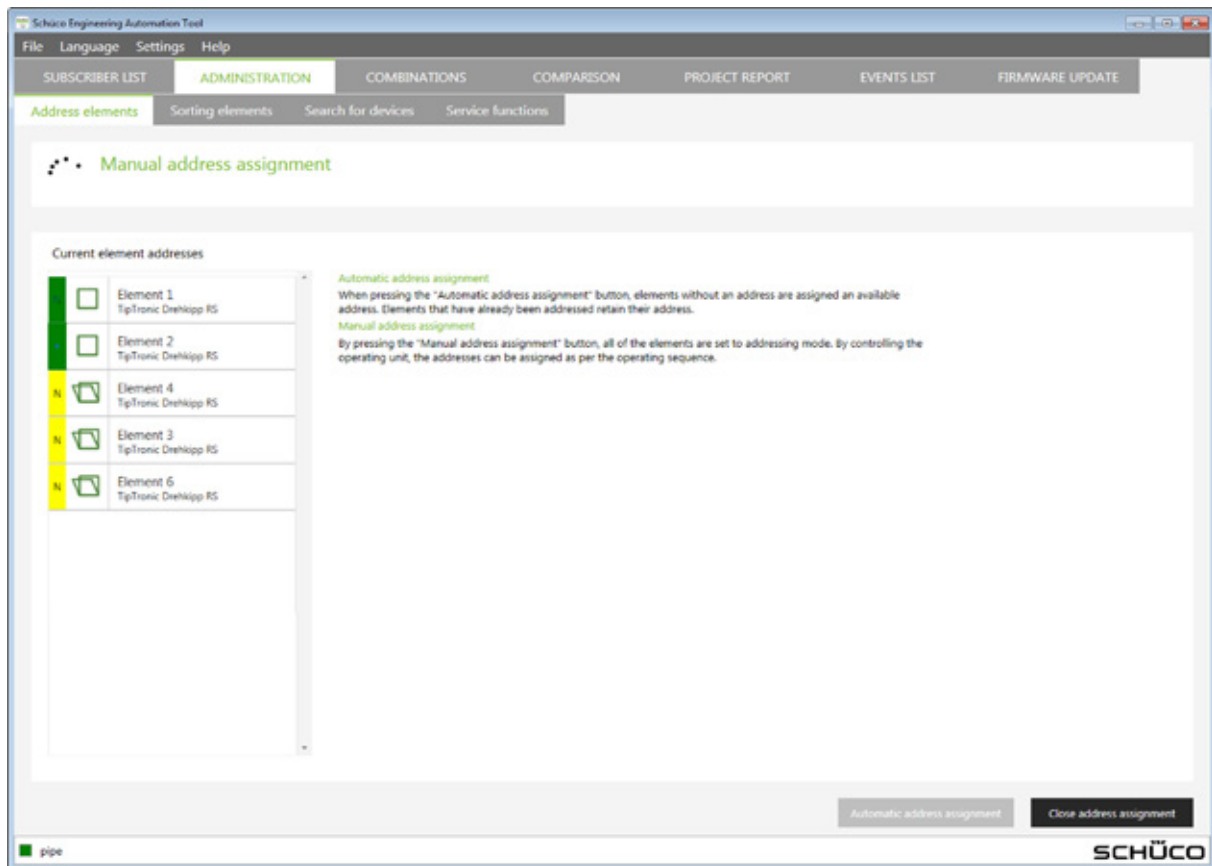 Schüco Engineering Automation Tool
File Language Settings Help
SUBSCRIBER LIST ADMINISTRATION COMBINATIONS COMPARISON PROJECT REPORT EVENTS LIST FIRMWARE UPDATE
Address elements Sorting elements Search for devices Service functions
Manual address assignment
Current element addresses
Element 1
TipTronic Drehkipp RS
Element 2
TipTronic Drehkipp RS
N Element 4
TipTronic Drehkipp RS
N Element 3
TipTronic Drehkipp RS
N Element 6
TipTronic Drehkipp RS
Automatic address assignment
When pressing the "Automatic address assignment" button, elements without an address are assigned an available
address. Elements that have already been addressed retain their address.
Manual address assignment
By pressing the "Manual address assignment" button, all of the elements are set to addressing mode. By controlling the
operating unit, the addresses can be assigned as per the operating sequence.
Automatic address assignment Close address assignment
pipe
SCHÜCO